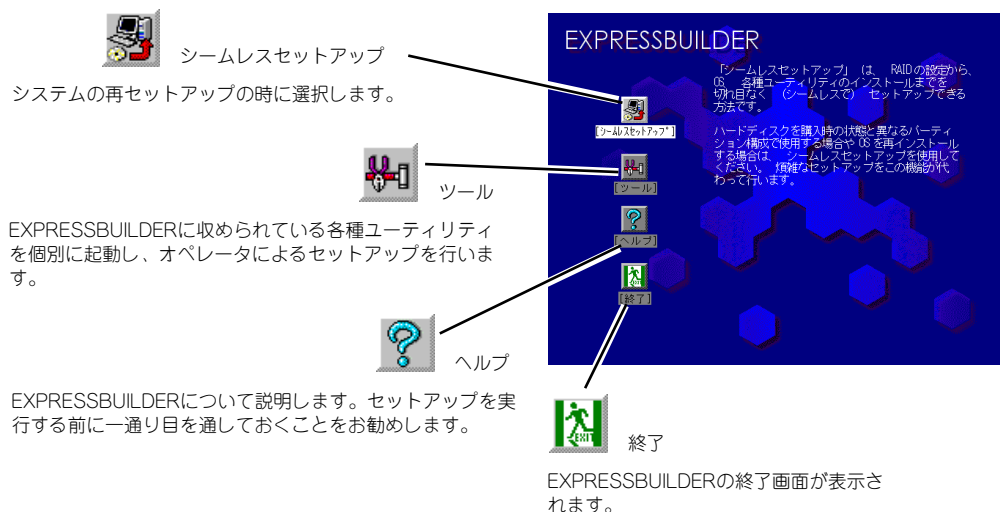 シームレスセットアップ
システムの再セットアップの時に選択します。
ツール
EXPRESSBUILDERに収められている各種ユーティリティ
を個別に起動し、オペレータによるセットアップを行いま
す。
ヘルプ
EXPRESSBUILDERについて説明します。セットアップを実
行する前に一通り目を通しておくことをお勧めします。
EXPRESSBUILDER
「シームレスセットアップ」 は、 RAIDの設定から、
OS 各種ユーティリティのインストールまでを
切れ目なく (シームレスで) セットアップできる
方法です。
ハードディスクを購入時の状態と異なるパーティ
ション構成で使用する場合や OS を再インストール
する場合は、 シームレスセットアップを使用して
ください。 煩雑なセットアップをこの機能が代
わって行います。
[シームレスセットアップ]
[ツール]
[ヘルプ]
[終了]
EXIT
終了
EXPRESSBUILDERの終了画面が表示さ
れます。